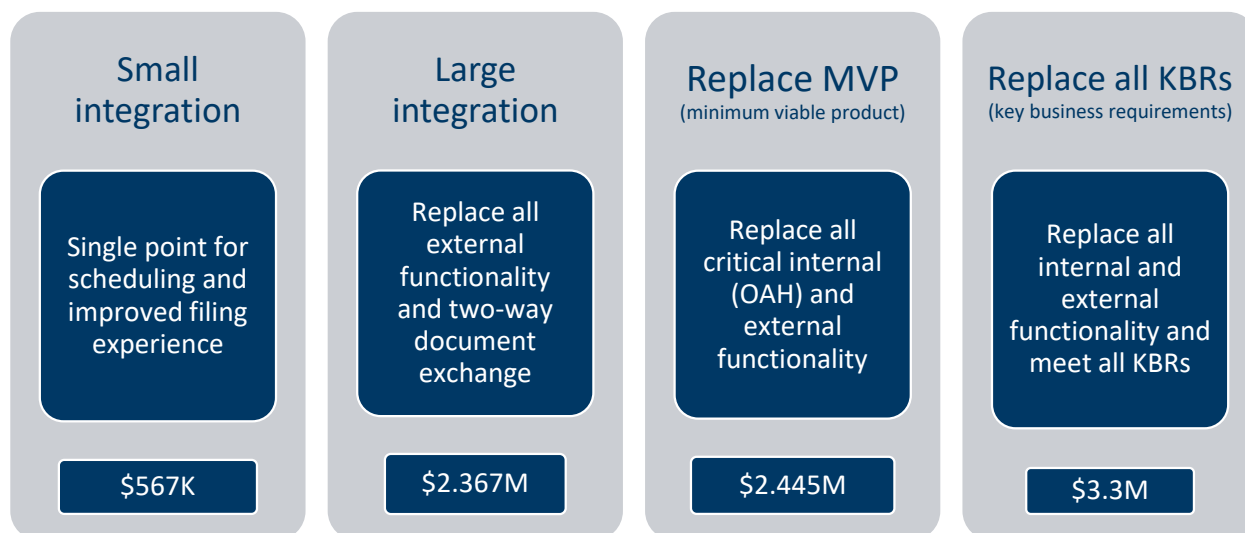 Small
integration
Single point for
scheduling and
improved filing
experience
$567K
Large
integration
Replace all
external
functionality
and two-way
document
exchange
$2.367M
Replace MVP
(minimum viable product)
Replace all
critical internal
(OAH) and
external
functionality
$2.445M
Replace all KBRs
(key business requirements)
Replace all
internal and
external
functionality and
meet all KBRs
$3.3M